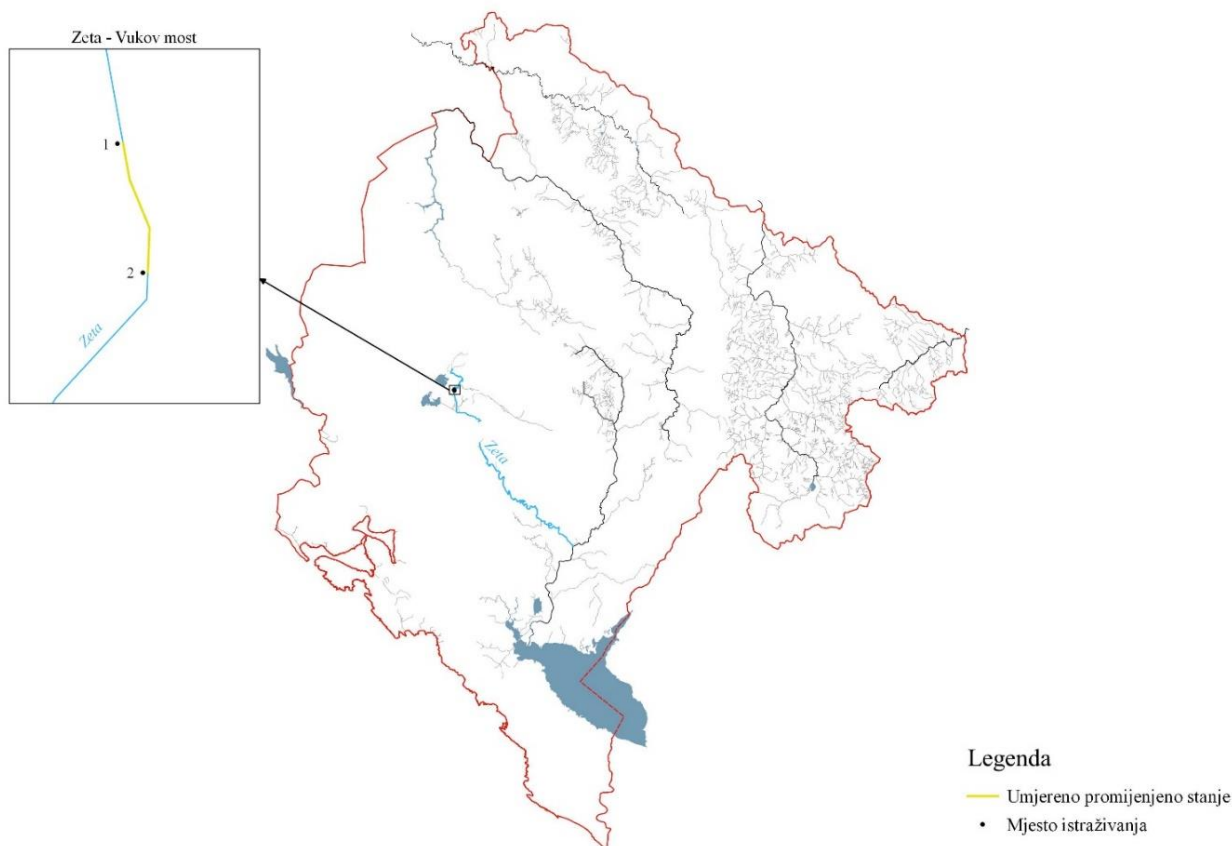 Zeta - Vukov most
1
2
Zeta
Zeta
Legenda
Umjereno promijenjeno stanje
Mjesto istraživanja